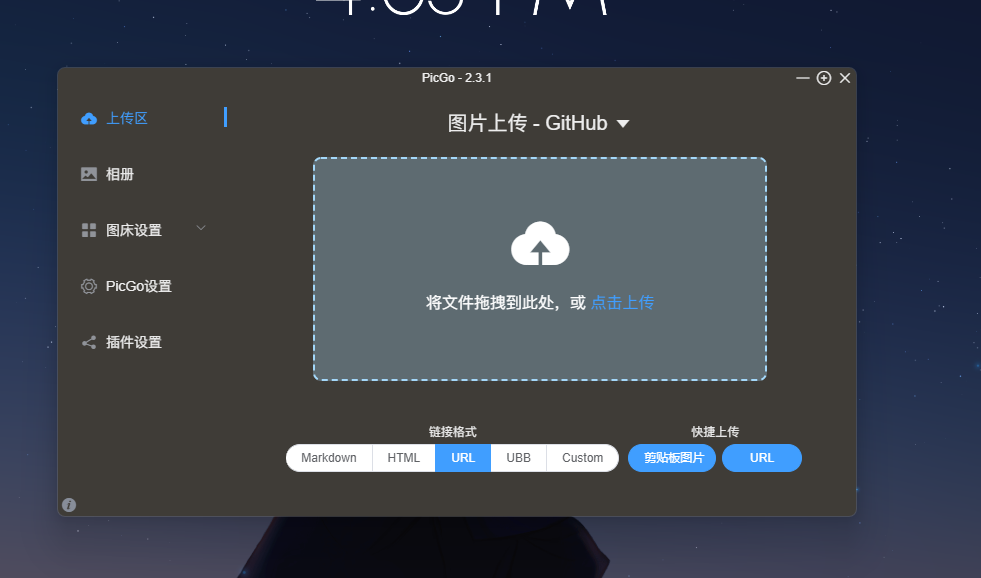 PicGo - 2.3.1
上传区
图片上传 - GitHub
相册
图床设置
PicGo设置
将文件拖拽到此处，或 点击上传
插件设置
链接格式
快捷上传
Markdown
HTML
URL
UBB
Custom
剪贴板图片
URL